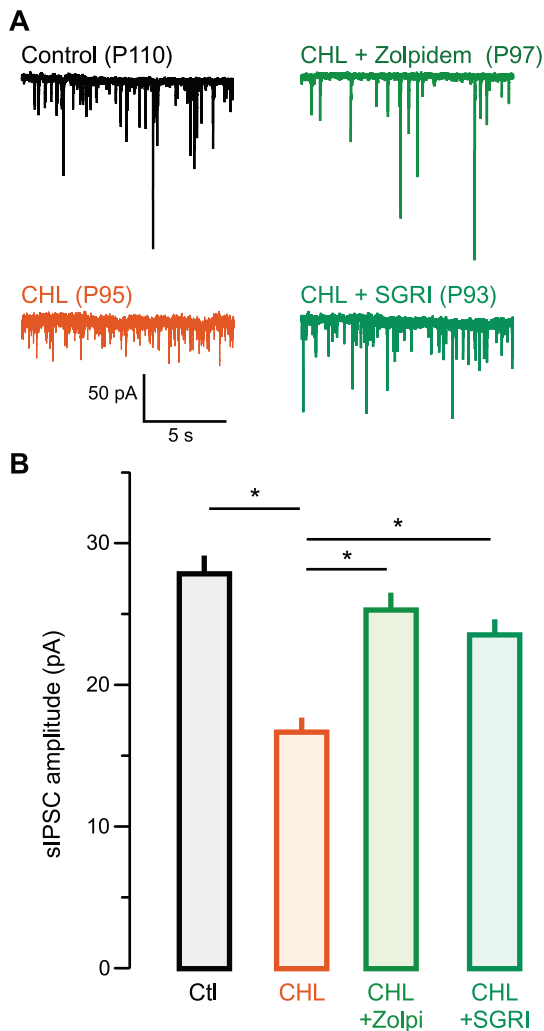 A
Control (P110)
CHL + Zolpidem (P97)
CHL (P95)
CHL + SGRI (P93)
50 pA
5 s
B
*
*
*
sIPSC amplitude (pA)
30
20
10
0
Ctl
CHL
CHL
+Zolpi
CHL
+SGRI